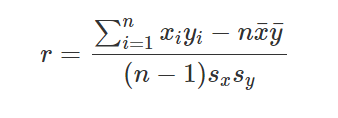 r = \frac{\sum_{i=1}^{n} x_i y_i - n\bar{x}\bar{y}}{(n-1)s_x s_y}